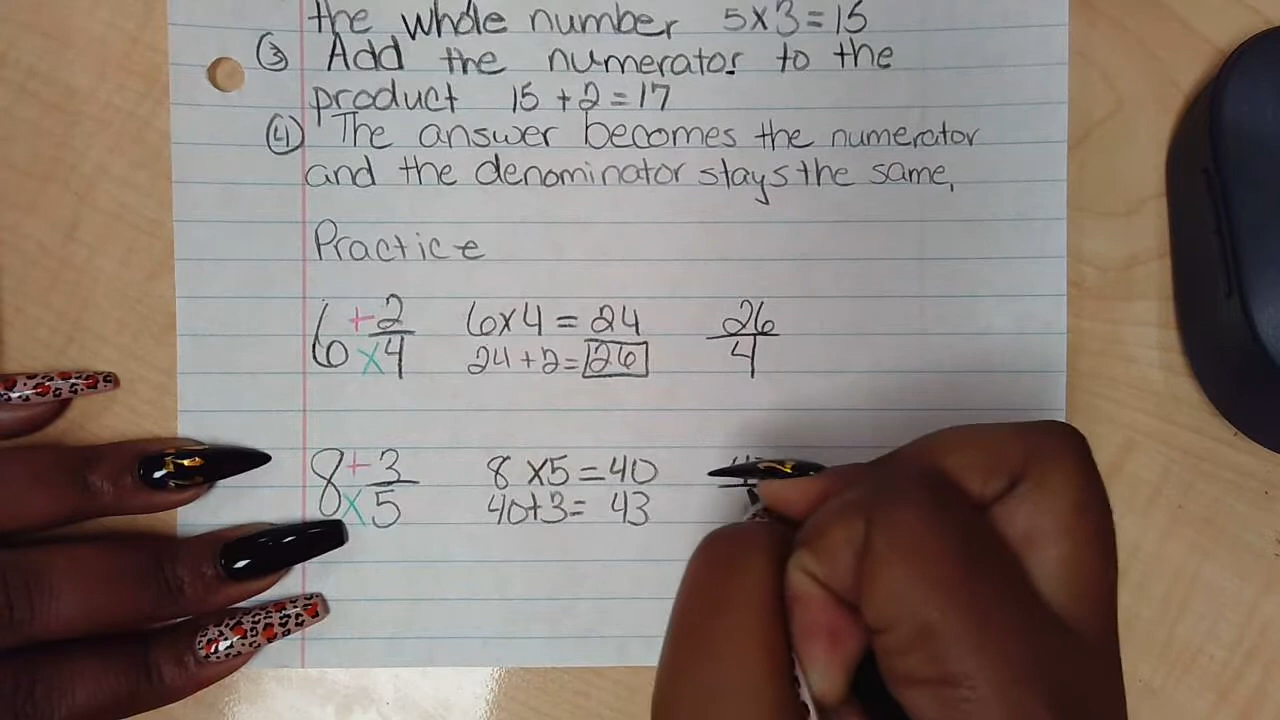 the whole number 5x3=15
③ Add the numerator to the
product 15+2=17
④ The answer becomes the numerator
and the denominator stays the same.
Practice
6 + 2/4 x 6x4=24 26/4
24+2=26
8 + 3/5 x 8x5=40
40+3=43